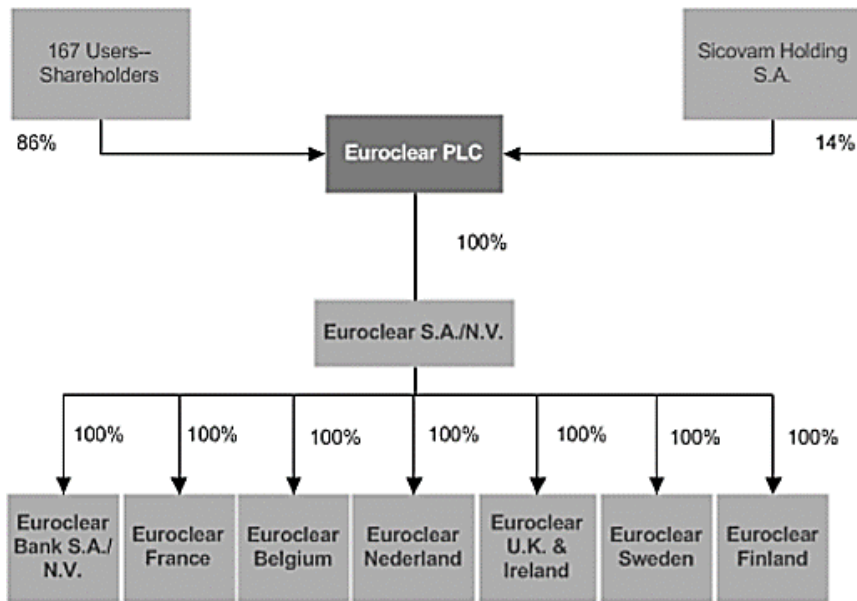 167 Users--
Shareholders
Sicovam Holding
S.A.
86%
Euroclear PLC
14%
100%
Euroclear S.A./N.V.
100%
100%
100%
100%
100%
100%
100%
Euroclear
Bank S.A./
N.V.
Euroclear
France
Euroclear
Belgium
Euroclear
Nederland
Euroclear
U.K. &
Ireland
Euroclear
Sweden
Euroclear
Finland